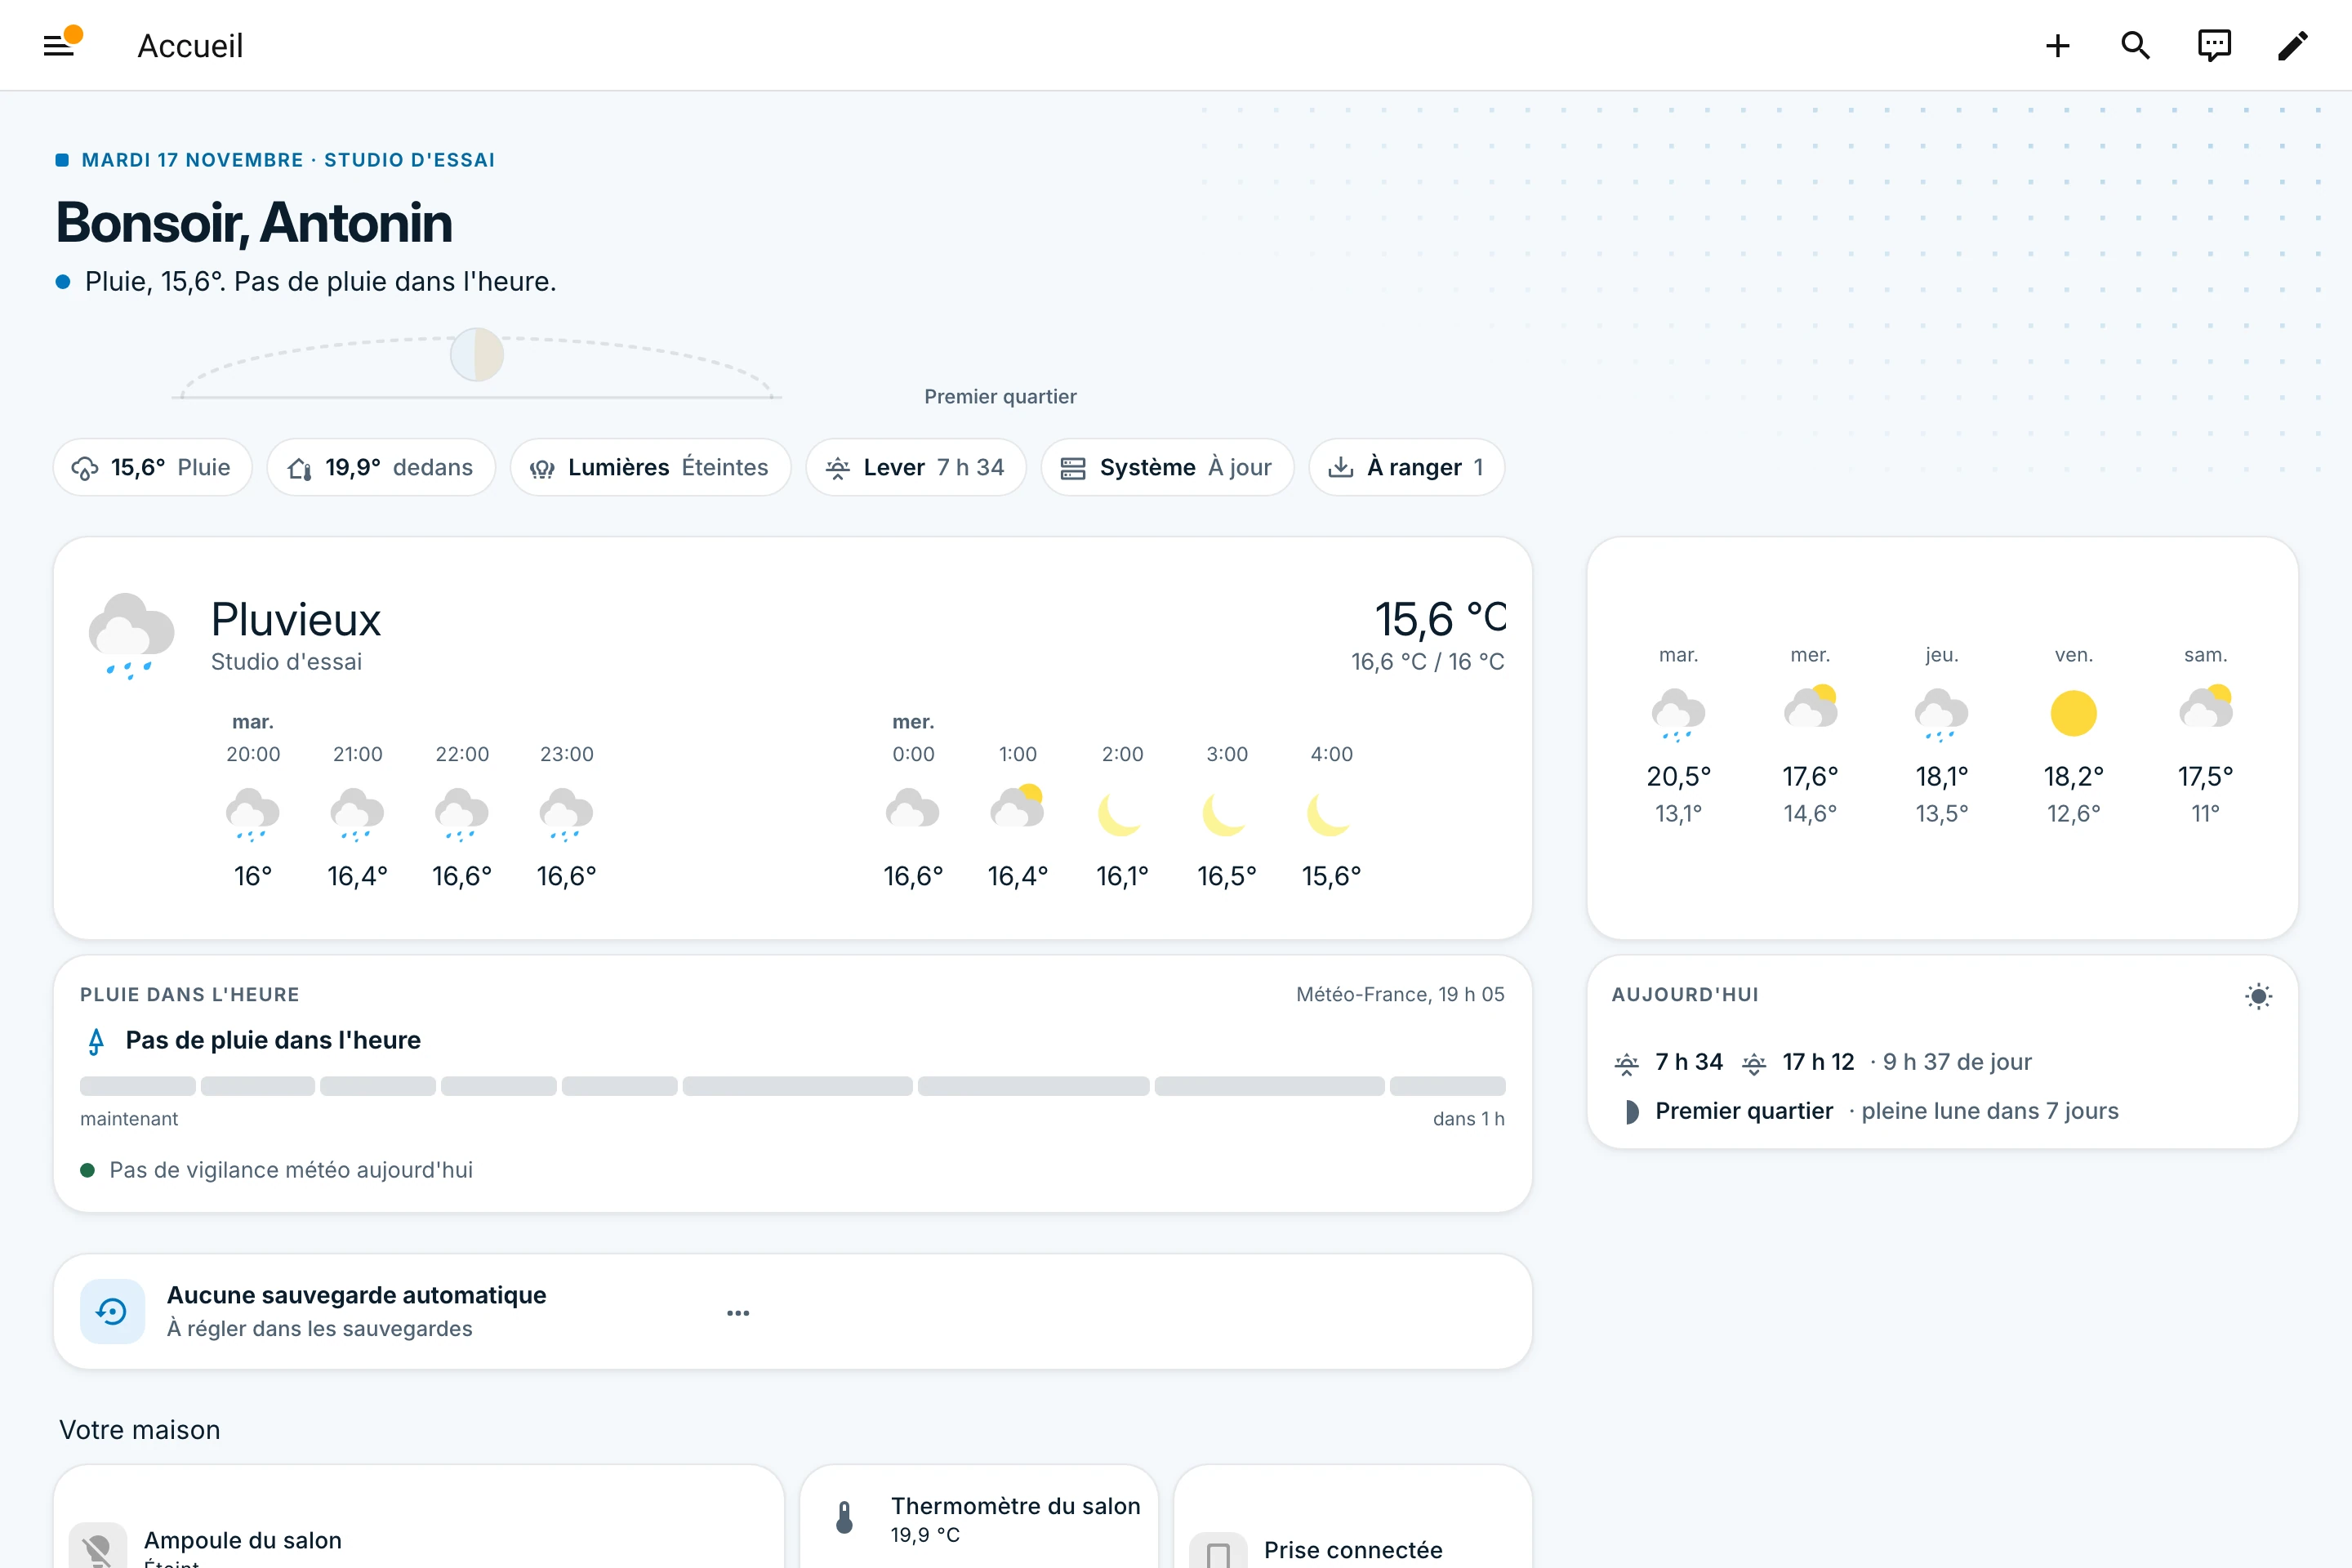 Accueil
MARDI 17 NOVEMBRE · STUDIO D'ESSAI
Bonsoir, Antonin
Pluie, 15,6°. Pas de pluie dans l'heure.
Premier quartier
15,6° Pluie
19,9° dedans
Lumières Éteintes
Lever 7 h 34
Système À jour
À ranger 1
Pluvieux
Studio d'essai
15,6 °C
16,6 °C / 16 °C
mar. mer.
20:00 21:00 22:00 23:00 0:00 1:00 2:00 3:00 4:00
16° 16,4° 16,6° 16,6° 16,6° 16,4° 16,1° 16,5° 15,6°
mar. mer. jeu. ven. sam.
20,5° 17,6° 18,1° 18,2° 17,5°
13,1° 14,6° 13,5° 12,6° 11°
PLUIE DANS L'HEURE
Météo-France, 19 h 05
Pas de pluie dans l'heure
maintenant
dans 1 h
Pas de vigilance météo aujourd'hui
AUJOURD'HUI
7 h 34 17 h 12 · 9 h 37 de jour
Premier quartier · pleine lune dans 7 jours
Aucune sauvegarde automatique
À régler dans les sauvegardes
Votre maison
Ampoule du salon
Éteint
Thermomètre du salon
19,9 °C
Prise connectée